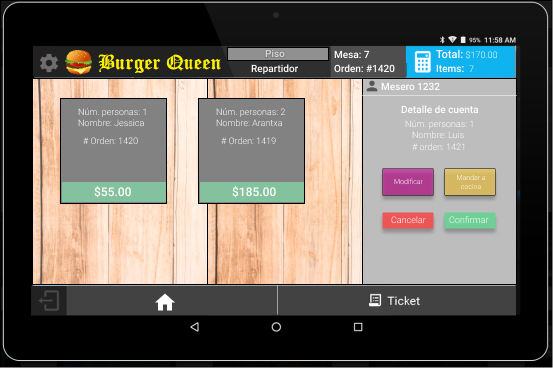 95% 11:58 AM
Burger Queen
Piso
Repartidor
Mesa: 7
Orden: #1420
Total: $170.00
Items: 7
Mesero 1232
Núm. personas: 1
Nombre: Jessica
# Orden: 1420
$55.00
Núm. personas: 2
Nombre: Arantxa
# Orden: 1419
$185.00
Detalle de cuenta
Núm. personas: 1
Nombre: Luis
# orden: 1421
Modificar
Mandar a
cocina
Cancelar
Confirmar
Ticket